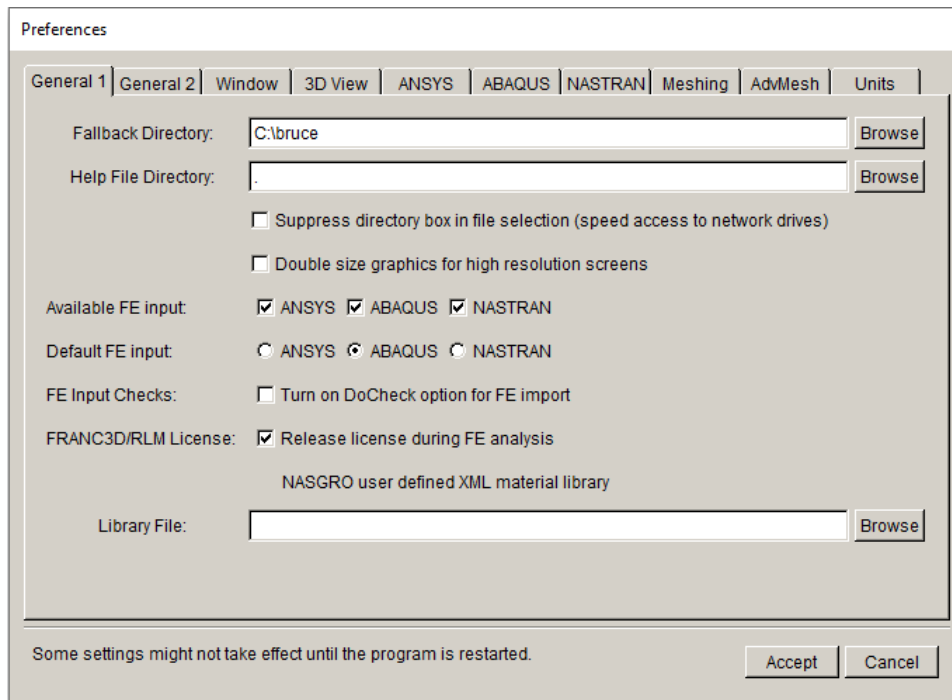 Preferences
General 1 General 2 Window 3D View ANSYS ABAQUS NASTRAN Meshing AdvMesh Units
Fallback Directory: C:\bruce Browse
Help File Directory: . Browse
Suppress directory box in file selection (speed access to network drives)
Double size graphics for high resolution screens
Available FE input: ANSYS ABAQUS NASTRAN
Default FE input: ANSYS ABAQUS NASTRAN
FE Input Checks: Turn on DoCheck option for FE import
FRANC3D/RLM License: Release license during FE analysis
NASGRO user defined XML material library
Library File: Browse
Some settings might not take effect until the program is restarted. Accept Cancel